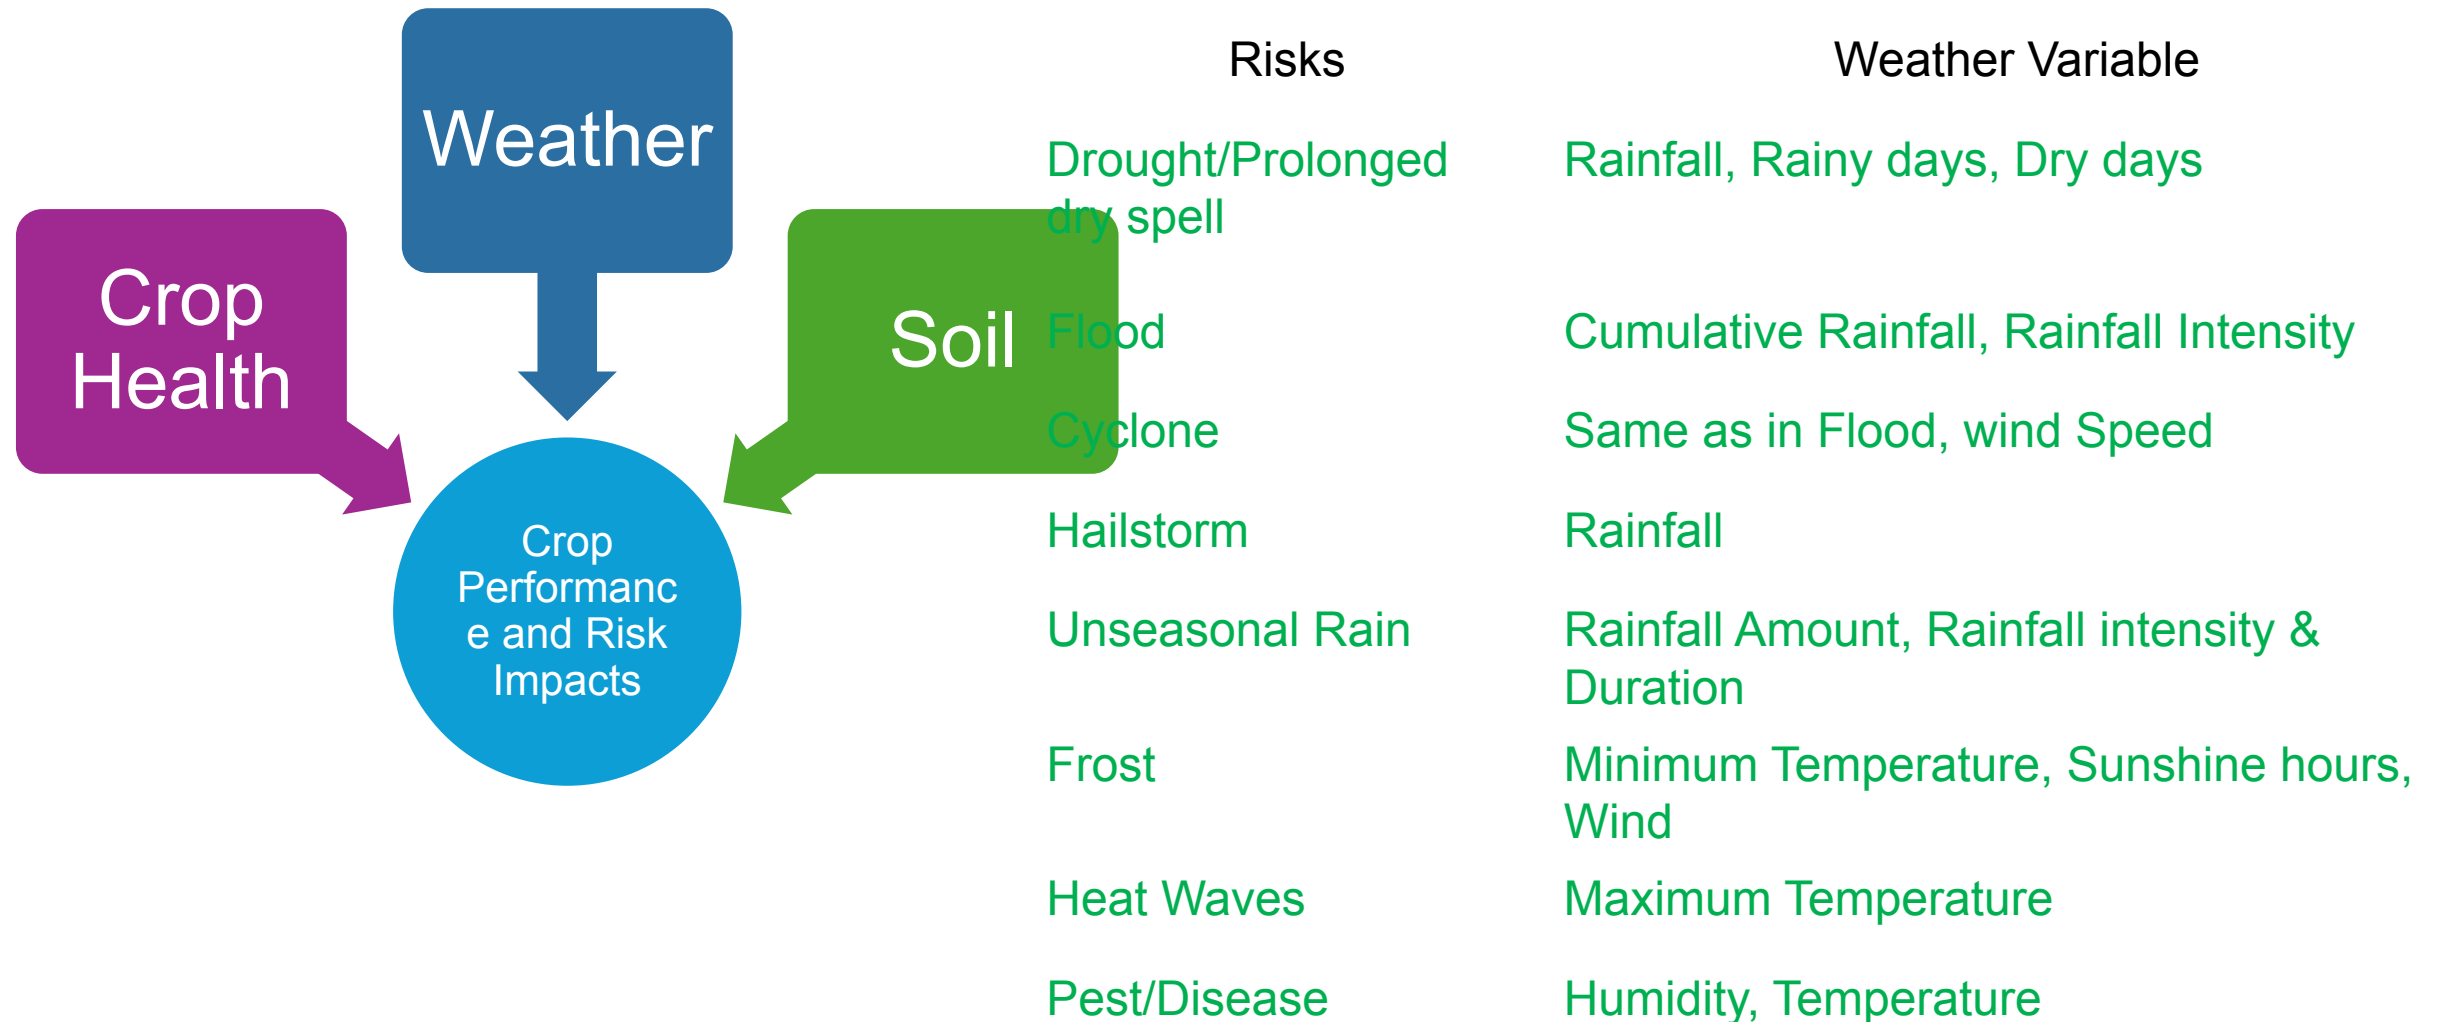 Weather
Crop
Health
Soil
Crop
Performanc
e and Risk
Impacts
Risks
Weather Variable
Drought/Prolonged
dry spell
Rainfall, Rainy days, Dry days
Flood
Cumulative Rainfall, Rainfall Intensity
Cyclone
Same as in Flood, wind Speed
Hailstorm
Rainfall
Unseasonal Rain
Rainfall Amount, Rainfall intensity &
Duration
Frost
Minimum Temperature, Sunshine hours,
Wind
Heat Waves
Maximum Temperature
Pest/Disease
Humidity, Temperature